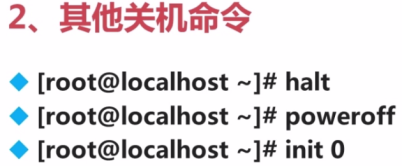 2、其他关机命令
[root@localhost ~]# halt
[root@localhost ~]# poweroff
[root@localhost ~]# init 0